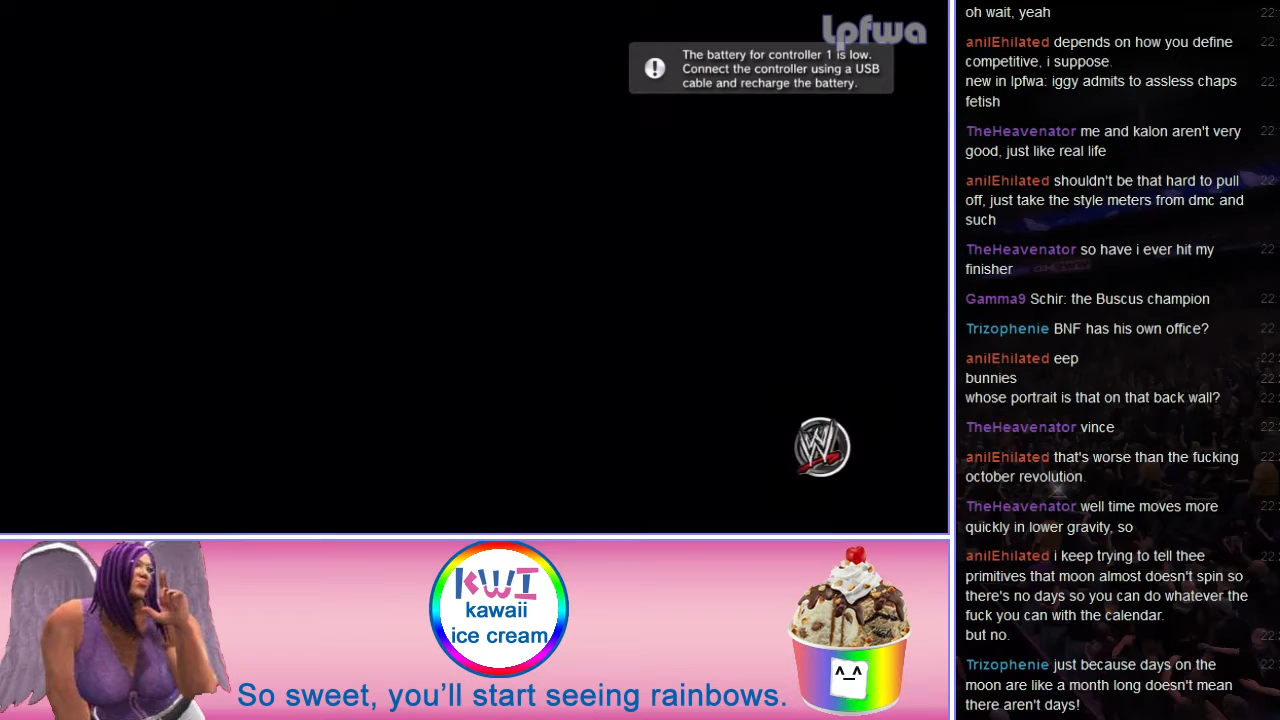 lpfwa
The battery for controller 1 is low.
Connect the controller using a USB
cable and recharge the battery.
W
KWI
kawaii
ice cream
^_^
So sweet, you'll start seeing rainbows.
oh wait, yeah
anilEhilated depends on how you define
competitive, i suppose.
new in lpfwa: iggy admits to assless chaps
fetish
TheHeavenator me and kalon aren't very
good, just like real life
anilEhilated shouldn't be that hard to pull
off, just take the style meters from dmc and
such
TheHeavenator so have i ever hit my
finisher
Gamma9 Schir: the Buscus champion
Trizophenie BNF has his own office?
anilEhilated eep
bunnies
whose portrait is that on that back wall?
TheHeavenator vince
anilEhilated that's worse than the fucking
october revolution.
TheHeavenator well time moves more
quickly in lower gravity, so
anilEhilated i keep trying to tell thee
primitives that moon almost doesn't spin so
there's no days so you can do whatever the
fuck you can with the calendar.
but no.
Trizophenie just because days on the
moon are like a month long doesn't mean
there aren't days!